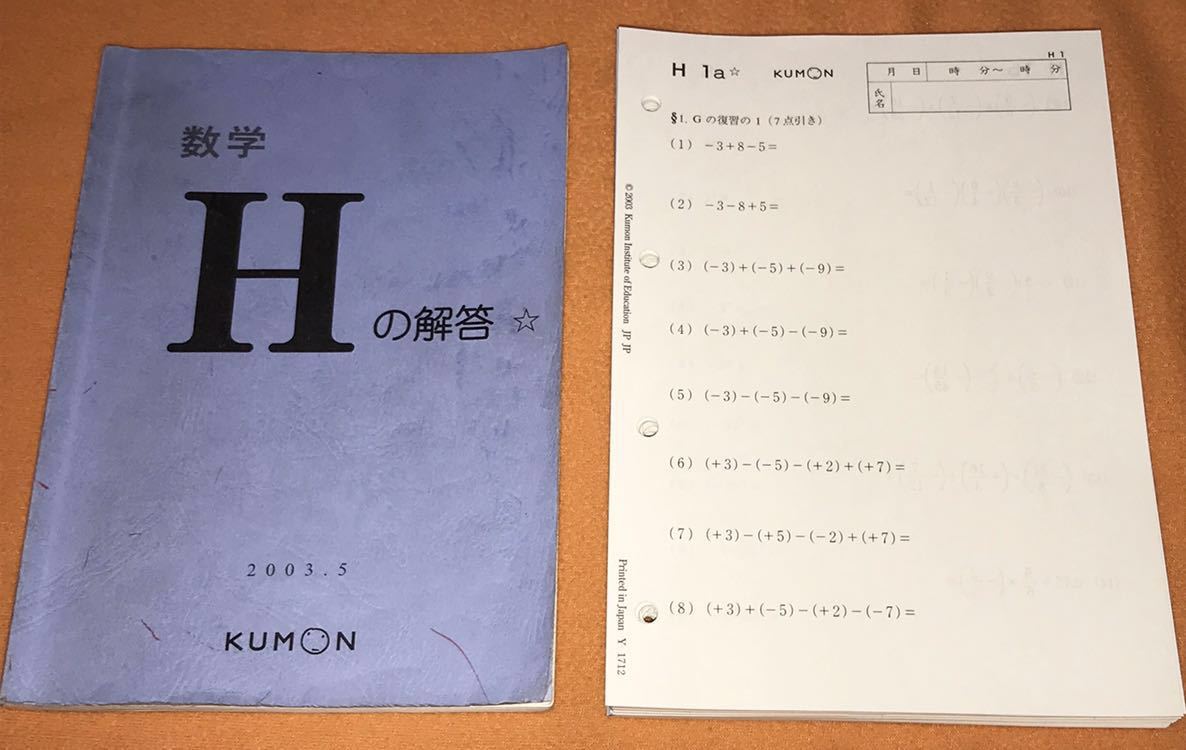 数学
H
の解答 ☆
2003.5
KUMON
H 1
H 1a☆ KUMON
月 日 時 分〜 時 分
氏名
§1. Gの復習の1(7点引き)
(1) −3+8−5=
(2) −3−8+5=
(3) (−3)+(−5)+(−9)=
(4) (−3)+(−5)−(−9)=
(5) (−3)−(−5)−(−9)=
(6) (+3)−(−5)−(+2)+(+7)=
(7) (+3)−(+5)−(−2)+(+7)=
(8) (+3)+(−5)−(+2)−(−7)=
© 2003 Kumon Institute of Education JP JP
Printed in Japan Y 1712